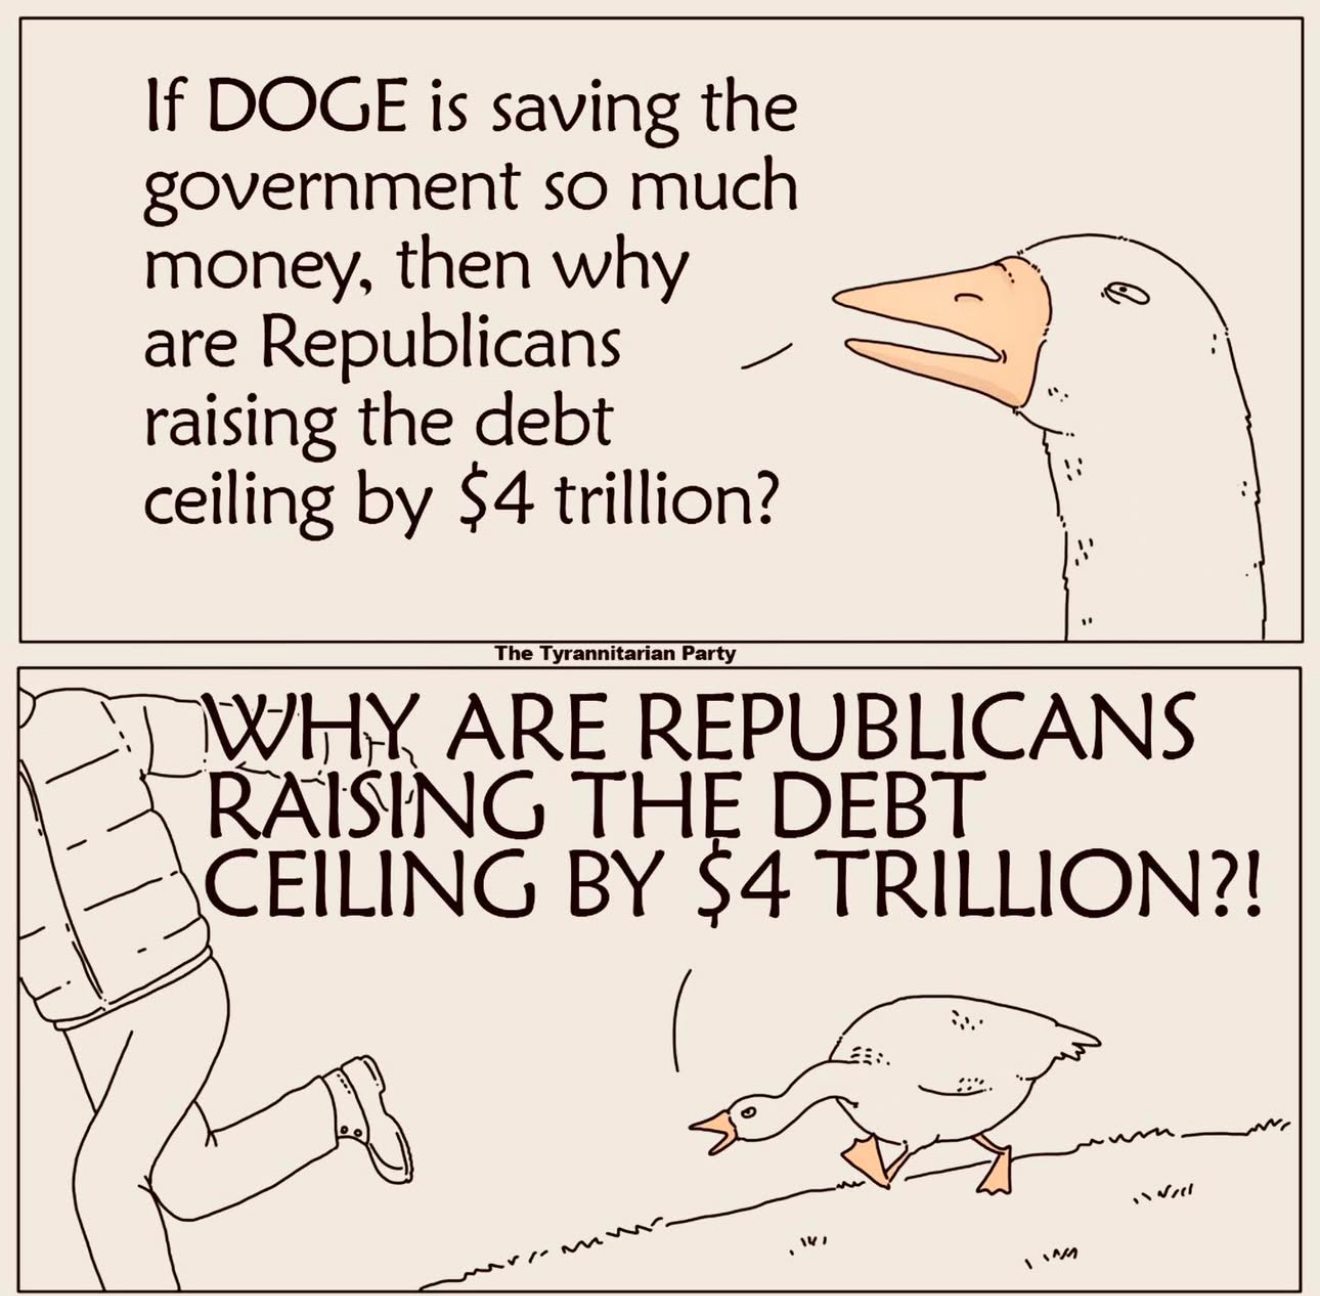 If DOGE is saving the
government so much
money, then why
are Republicans
raising the debt
ceiling by $4 trillion?
The Tyrannitarian Party
WHY ARE REPUBLICANS
RAISING THE DEBT
CEILING BY $4 TRILLION?!